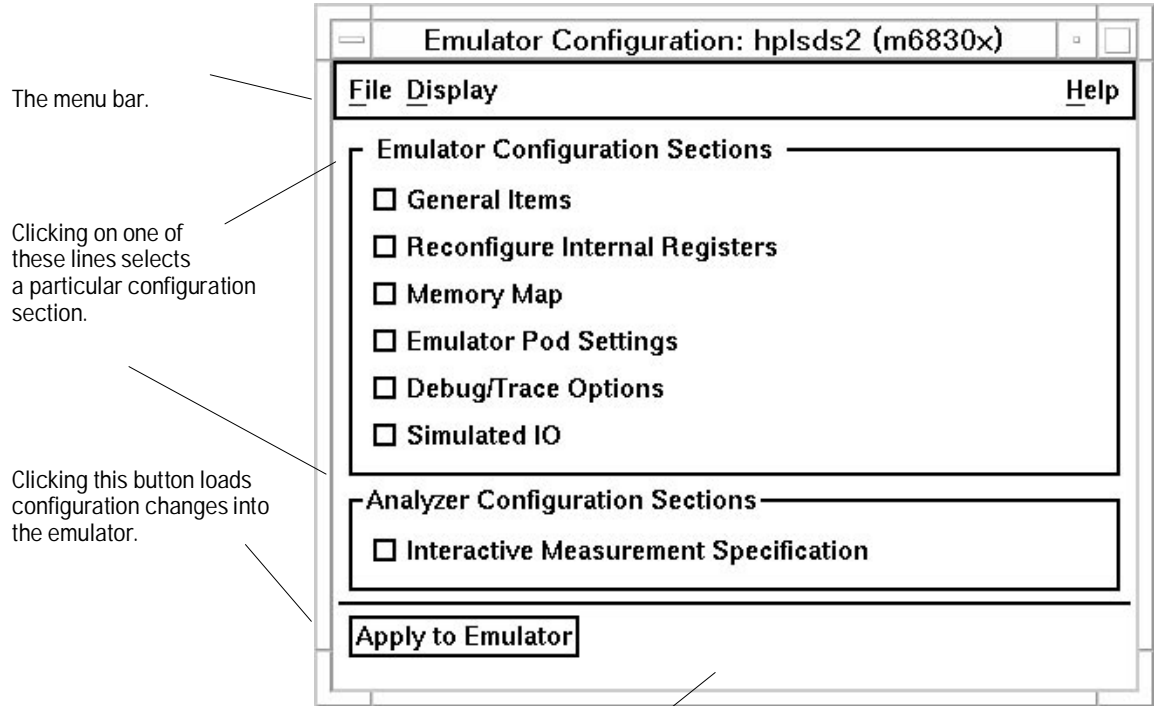 Emulator Configuration: hplsds2 (m6830x)
The menu bar.
File Display Help
Emulator Configuration Sections
General Items
Reconfigure Internal Registers
Memory Map
Emulator Pod Settings
Debug/Trace Options
Simulated IO
Clicking on one of
these lines selects
a particular configuration
section.
Clicking this button loads
configuration changes into
the emulator.
Analyzer Configuration Sections
Interactive Measurement Specification
Apply to Emulator